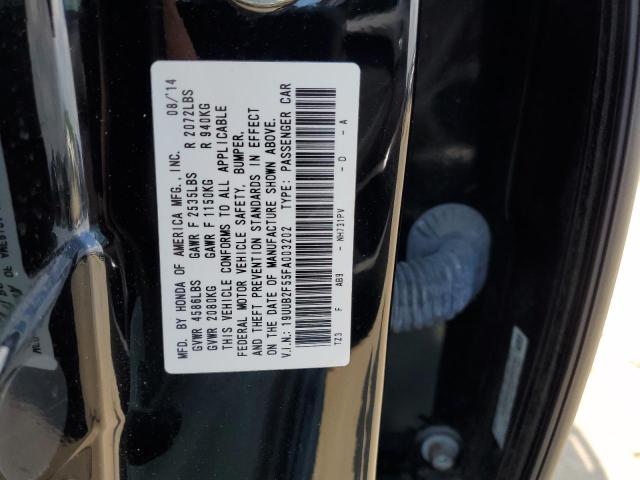 MFD. BY HONDA OF AMERICA MFG., INC. 08/'14
GVWR 4586LBS GAWR F 2535LBS R 2072LBS
GVWR 2080KG GAWR F 1150KG R 940KG
THIS VEHICLE CONFORMS TO ALL APPLICABLE
FEDERAL MOTOR VEHICLE SAFETY, BUMPER,
AND THEFT PREVENTION STANDARDS IN EFFECT
ON THE DATE OF MANUFACTURE SHOWN ABOVE.
V.I.N.: 19UUB2F55FA003202 TYPE: PASSENGER CAR
T23 F AB9 - NH731PV - D - A